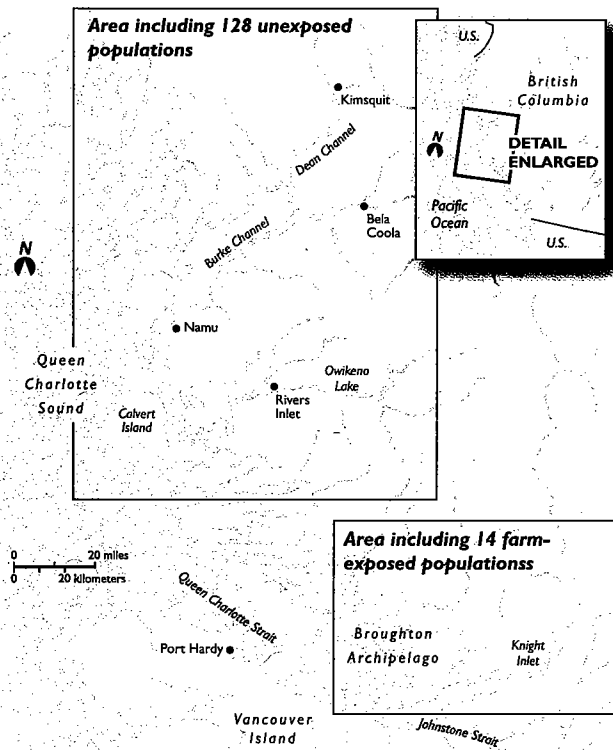 Area including 128 unexposed
populations
Kimsquit
Dean Channel
Bela
Coola
Burke Channel
N
Namu
Queen
Charlotte
Sound
Calvert
Island
Rivers
Inlet
Owikeno
Lake
U.S.
British
Columbia
N
DETAIL
ENLARGED
Pacific
Ocean
U.S.
0 20 miles
0 20 kilometers
Queen Charlotte Strait
Port Hardy
Vancouver
Island
Area including 14 farm-
exposed populationss
Broughton
Archipelago
Knight
Inlet
Johnstone Strait